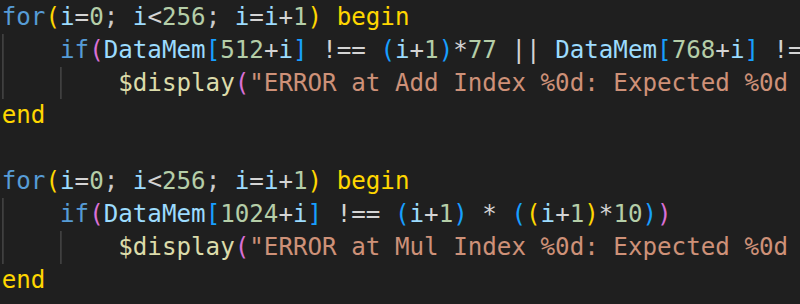 for(i=0; i<256; i=i+1) begin
if(DataMem[512+i] !== (i+1)*77 || DataMem[768+i] !=
$display("ERROR at Add Index %0d: Expected %0d
end
for(i=0; i<256; i=i+1) begin
if(DataMem[1024+i] !== (i+1) * ((i+1)*10))
$display("ERROR at Mul Index %0d: Expected %0d
end